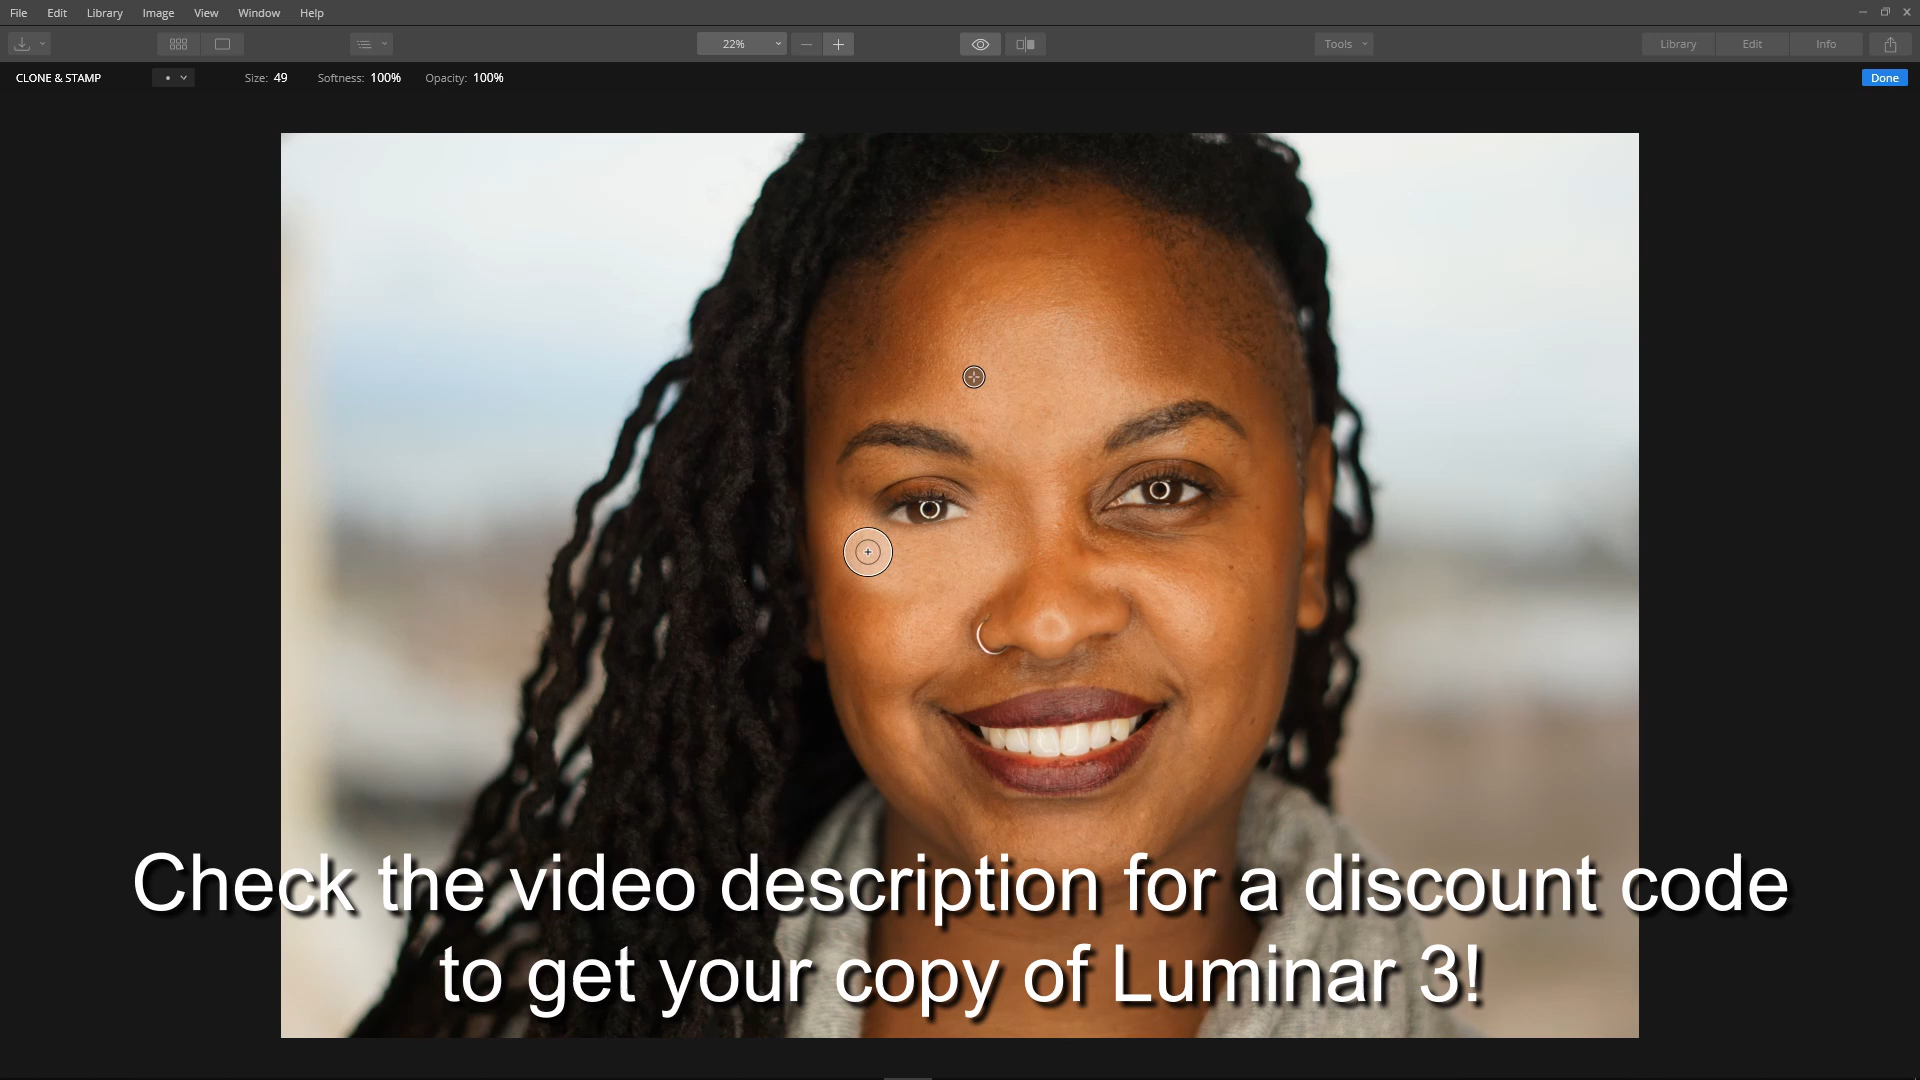 File Edit Library Image View Window Help
22% Tools Library Edit Info
CLONE & STAMP Size: 49 Softness: 100% Opacity: 100% Done
Check the video description for a discount code
to get your copy of Luminar 3!